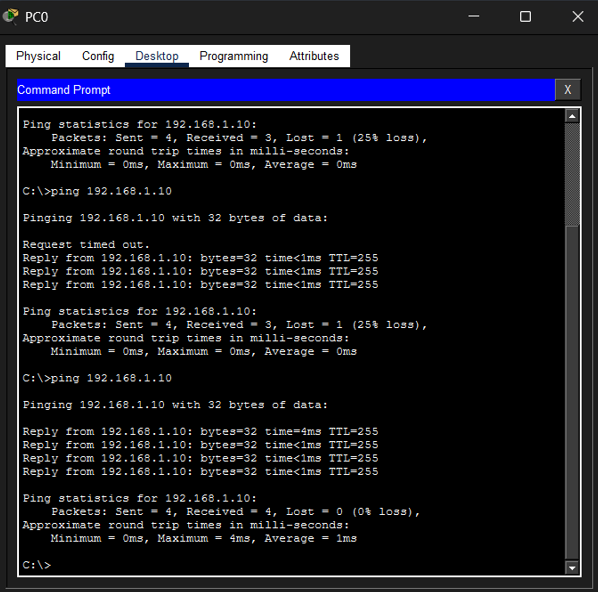 PC0
Physical Config Desktop Programming Attributes
Command Prompt X
Ping statistics for 192.168.1.10:
    Packets: Sent = 4, Received = 3, Lost = 1 (25% loss),
Approximate round trip times in milli-seconds:
    Minimum = 0ms, Maximum = 0ms, Average = 0ms
C:\>ping 192.168.1.10
Pinging 192.168.1.10 with 32 bytes of data:
Request timed out.
Reply from 192.168.1.10: bytes=32 time<1ms TTL=255
Reply from 192.168.1.10: bytes=32 time<1ms TTL=255
Reply from 192.168.1.10: bytes=32 time<1ms TTL=255
Ping statistics for 192.168.1.10:
    Packets: Sent = 4, Received = 3, Lost = 1 (25% loss),
Approximate round trip times in milli-seconds:
    Minimum = 0ms, Maximum = 0ms, Average = 0ms
C:\>ping 192.168.1.10
Pinging 192.168.1.10 with 32 bytes of data:
Reply from 192.168.1.10: bytes=32 time=4ms TTL=255
Reply from 192.168.1.10: bytes=32 time<1ms TTL=255
Reply from 192.168.1.10: bytes=32 time<1ms TTL=255
Reply from 192.168.1.10: bytes=32 time<1ms TTL=255
Ping statistics for 192.168.1.10:
    Packets: Sent = 4, Received = 4, Lost = 0 (0% loss),
Approximate round trip times in milli-seconds:
    Minimum = 0ms, Maximum = 4ms, Average = 1ms
C:\>